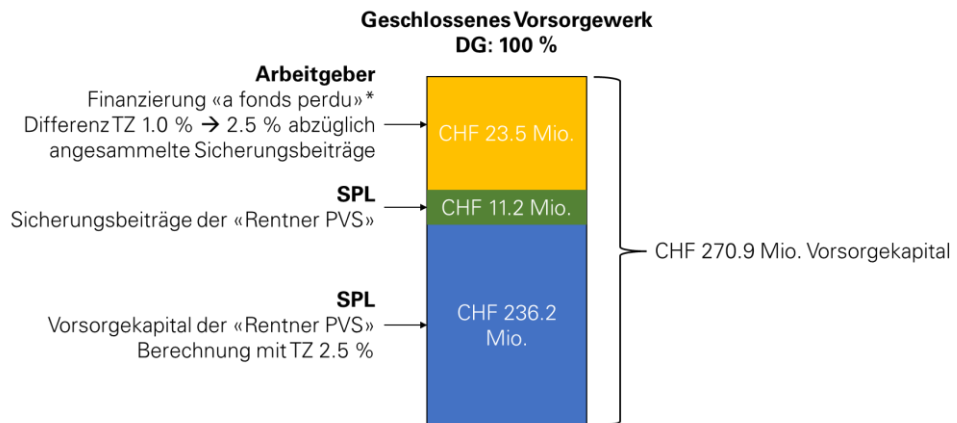 Geschlossenes Vorsorgewerk
DG: 100 %
Arbeitgeber
Finanzierung «a fonds perdu»*
Differenz TZ 1.0 % → 2.5 % abzüglich
angesammelte Sicherungsbeiträge
CHF 23.5 Mio.
SPL
Sicherungsbeiträge der «Rentner PVS»
CHF 11.2 Mio.
CHF 270.9 Mio. Vorsorgekapital
SPL
Vorsorgekapital der «Rentner PVS»
Berechnung mit TZ 2.5 %
CHF 236.2
Mio.